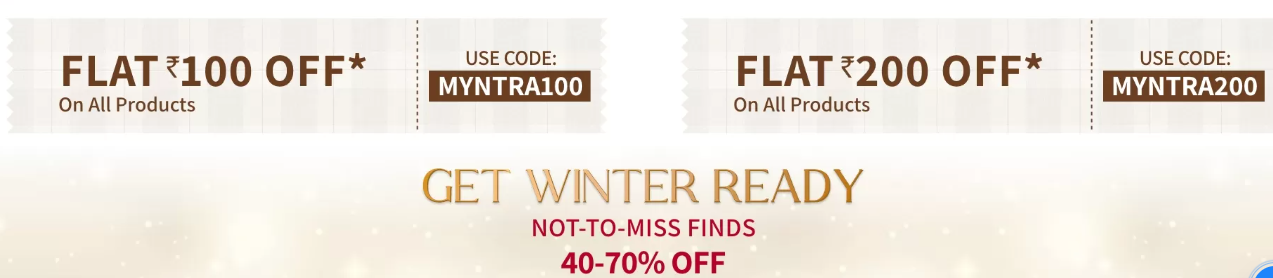 FLAT ₹100 OFF*
On All Products
USE CODE:
MYNTRA100
FLAT ₹200 OFF*
On All Products
USE CODE:
MYNTRA200
GET WINTER READY
NOT-TO-MISS FINDS
40-70% OFF